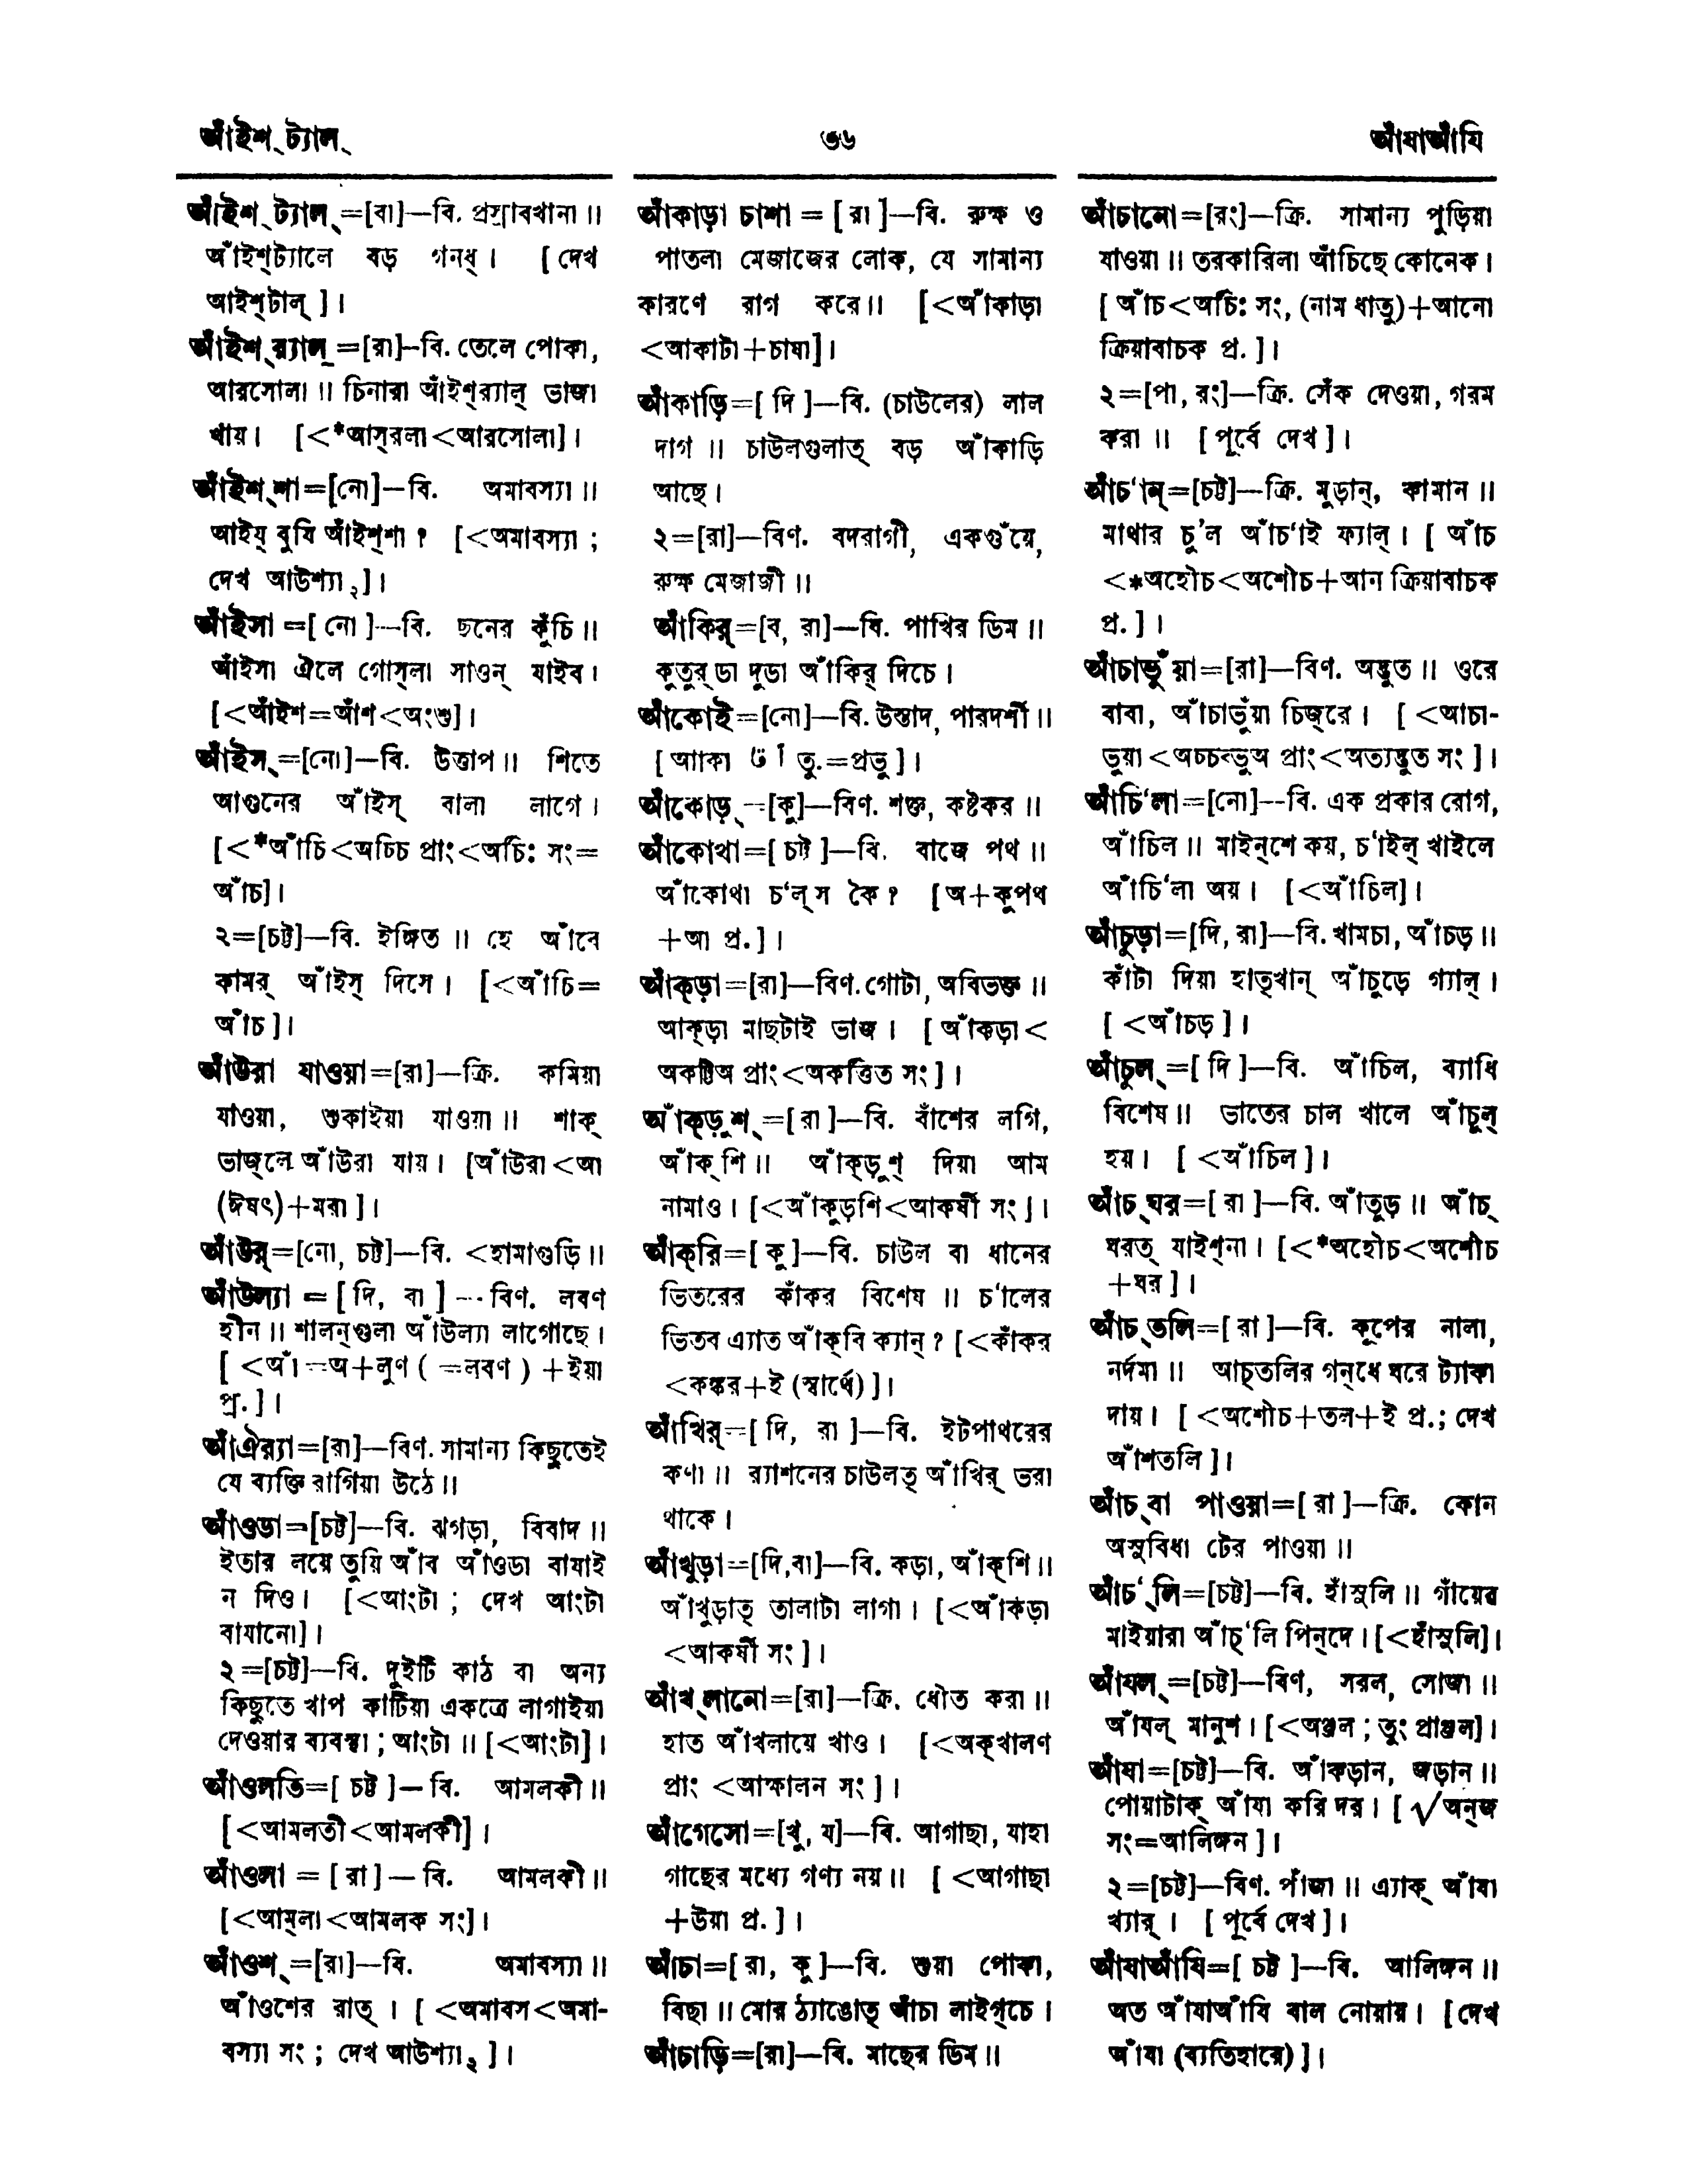 আঁইশ্‌ট্যাল্‌
৩৬
আঁযাআঁযি
আঁইশ্‌ট্যাল্‌=[বা]—বি. প্রস্রাবখানা॥
আঁইশ্‌ট্যালে বড় গনধ্‌। [দেখ
আইশ্‌টাল্‌]।
আঁইশ্‌র‍্যাল্‌=[রা]—বি. তেলে পোকা,
আরসোলা॥ চিনারা আঁইশ্‌র‍্যাল্‌ ভাজা
খায়। [<*আস্‌রলা<আরসোলা]।
আঁইশ্‌শা=[নো]—বি. অমাবস্যা॥
আইয্‌ বুযি আঁইশ্‌শা? [<অমাবস্যা;
দেখ আউশ্যা২]।
আঁইসা=[নো]—বি. ছনের কুঁচি॥
আঁইসা ঐলে গোস্‌লা সাওন্‌ যাইব।
[<আঁইশ=আঁশ<অংশু]।
আঁইস্‌=[নো]—বি. উত্তাপ॥ শিতে
আগুনের আঁইস্‌ বালা লাগে।
[<*আঁচি<অচ্চি প্রাং<অর্চিঃ সং=
আঁচ]।
২=[চট্ট]—বি. ইঙ্গিত॥ হে আঁবে
কামর্‌ আঁইস্‌ দিসে। [<আঁচি=
আঁচ]।
আঁউরা যাওয়া=[রা]—ক্রি. কমিয়া
যাওয়া, শুকাইয়া যাওয়া॥ শাক্‌
ভাজ্‌লে আঁউরা যায়। [আঁউরা<আ
(ঈষৎ)+মরা]।
আঁউর্‌=[নো, চট্ট]—বি. <হামাগুড়ি॥
আঁউল্যা=[দি, বা]—বিণ. লবণ
হীন॥ শালন্‌গুলা আঁউল্যা লাগোছে।
[<আঁ=অ+লুণ (=লবণ)+ইয়া
প্র.]।
আঁঐর‍্যা=[রা]—বিণ. সামান্য কিছুতেই
যে ব্যক্তি রাগিয়া উঠে॥
আঁওডা=[চট্ট]—বি. ঝগড়া, বিবাদ॥
ইতার লয়ে তুয়ি আঁব আঁওডা বাযাই
ন দিও। [<আংটা; দেখ আংটা
বাযানো]।
২=[চট্ট]—বি. দুইটি কাঠ বা অন্য
কিছুতে খাপ কাটিয়া একত্রে লাগাইয়া
দেওয়ার ব্যবস্থা; আংটা॥ [<আংটা]।
আঁওলতি=[চট্ট]—বি. আমলকী॥
[<আমলতী<আমলকী]।
আঁওলা=[রা]—বি. আমলকী॥
[<আম্‌লা<আমলক সং]।
আঁওশ্‌=[রা]—বি. অমাবস্যা॥
আঁওশের রাত্‌। [<অমাবস<অমা-
বস্যা সং; দেখ আউশ্যা২]।
আঁকাড়া চাশা=[রা]—বি. রুক্ষ ও
পাতলা মেজাজের লোক, যে সামান্য
কারণে রাগ করে॥ [<আঁকাড়া
<আকাটা+চাষা]।
আঁকাড়ি=[দি]—বি. (চাউলের) লাল
দাগ॥ চাউলগুলাত্‌ বড় আঁকাড়ি
আছে।
২=[রা]—বিণ. বদরাগী, একগুঁয়ে,
রুক্ষ মেজাজী॥
আঁকির্‌=[ব, রা]—বি. পাখির ডিম॥
কুতুর্‌ডা দুডা আঁকির্‌ দিচে।
আঁকোই=[নো]—বি. উস্তাদ, পারদর্শী॥
[আাকা তু.=প্রভু]।
আঁকোড়্‌=[কু]—বিণ. শক্ত, কষ্টকর॥
আঁকোথা=[চট্ট]—বি. বাজে পথ॥
আঁকোথা চ'ল্‌স কৈ? [অ+কুপথ
+আ প্র.]।
আঁক্‌ড়া=[রা]—বিণ. গোটা, অবিভক্ত॥
আক্‌ড়া মাছটাই ভাজ। [আঁকড়া<
অকট্টিঅ প্রাং<অকর্ত্তিত সং]।
আঁক্‌ড়ুশ্‌=[রা]—বি. বাঁশের লগি,
আঁক্‌শি॥ আঁক্‌ড়ুশ্‌ দিয়া আম
নামাও। [<আঁকুড়শি<আকর্ষী সং]।
আঁক্‌রি=[কু]—বি. চাউল বা ধানের
ভিতরের কাঁকর বিশেষ॥ চ'ালের
ভিতব এ্যাত আঁক্‌বি ক্যান্‌? [<কাঁকর
<কঙ্কর+ই (স্বার্থে)]।
আঁখির্‌=[দি, রা]—বি. ইটপাথরের
কণা॥ র‍্যাশনের চাউলত্‌ আঁখির্‌ ভরা
থাকে।
আঁখুড়া=[দি,বা]—বি. কড়া, আঁক্‌শি॥
আঁখুড়াত্‌ তালাটা লাগা। [<আঁকড়া
<আকর্ষী সং]।
আঁখ্‌লানো=[রা]—ক্রি. ধৌত করা॥
হাত আঁখলায়ে খাও। [<অক্‌খালণ
প্রাং <আক্ষালন সং]।
আঁগেসো=[খু, য]—বি. আগাছা, যাহা
গাছের মধ্যে গণ্য নয়॥ [<আগাছা
+উয়া প্র.]।
আঁচা=[রা, কু]—বি. শুয়া পোকা,
বিছা॥ মোর ঠ্যাঙোত্‌ আঁচা লাইগ্‌চে।
আঁচাড়ি=[রা]—বি. মাছের ডিম॥
আঁচানো=[রং]—ক্রি. সামান্য পুড়িয়া
যাওয়া॥ তরকারিলা আঁচিছে কোনেক।
[আঁচ<অর্চিঃ সং, (নাম ধাতু)+আনো
ক্রিয়াবাচক প্র.]।
২=[পা, রং]—ক্রি. সেঁক দেওয়া, গরম
করা॥ [পূর্বে দেখ]।
আঁচ'ান্‌=[চট্ট]—ক্রি. মুড়ান্‌, কামান॥
মাথার চু'ল আঁচ'াই ফ্যাল্‌। [আঁচ
<*অহৌচ<অশৌচ+আন ক্রিয়াবাচক
প্র.]।
আঁচাভুঁয়া=[রা]—বিণ. অদ্ভুত॥ ওরে
বাবা, আঁচাভুঁয়া চিজ্‌রে। [<আচা-
ভুয়া<অচ্চব্ভুঅ প্রাং<অত্যদ্ভুত সং]।
আঁচি'লা=[নো]—বি. এক প্রকার রোগ,
আঁচিল॥ মাইন্‌শে কয়, চ'াইল্‌ খাইলে
আঁচি'লা অয়। [<আঁচিল]।
আঁচুড়া=[দি, রা]—বি. খামচা, আঁচড়॥
কাঁটা দিয়া হাত্‌খান্‌ আঁচুড়ে গ্যাল্‌।
[<আঁচড়]।
আঁচুল্‌=[দি]—বি. আঁচিল, ব্যাধি
বিশেষ॥ ভাতের চাল খালে আঁচুল্‌
হয়। [<আঁচিল]।
আঁচ্‌ঘর=[রা]—বি. আঁতুড়॥ আঁচ্‌
ঘরত্‌ যাইশ্‌না। [<*অহৌচ<অশৌচ
+ঘর]।
আঁচ্‌তলি=[রা]—বি. কূপের নালা,
নর্দমা॥ আচ্‌তলির গন্‌ধে ঘরে ট্যাকা
দায়। [<অশৌচ+তল+ই প্র.; দেখ
আঁশতলি]।
আঁচ্‌বা পাওয়া=[রা]—ক্রি. কোন
অসুবিধা টের পাওয়া॥
আঁচ্‌'লি=[চট্ট]—বি. হাঁসুলি॥ গাঁয়ের
মাইয়ারা আঁচ্‌'লি পিন্‌দে। [<হাঁসুলি]।
আঁযল্‌=[চট্ট]—বিণ, সরল, সোজা॥
আঁযল্‌ মানুশ। [<অঞ্জল; তুং প্রাঞ্জল]।
আঁযা=[চট্ট]—বি. আঁকড়ান, জড়ান॥
পোয়াটাক্‌ আঁযা করি দর। [√অন্‌জ
সং=আলিঙ্গন]।
২=[চট্ট]—বিণ. পাঁজা॥ এ্যাক্‌ আঁযা
খ্যার্‌। [পূর্বে দেখ]।
আঁযাআঁযি=[চট্ট]—বি. আলিঙ্গন॥
অত আঁযাআঁযি বাল নোয়ায়। [দেখ
আঁযা (ব্যতিহারে)]।